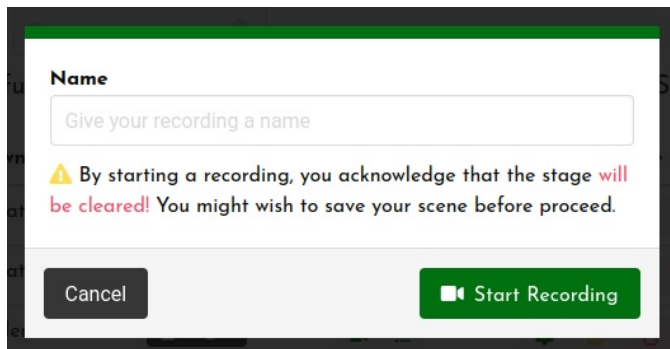 Name
Give your recording a name
By starting a recording, you acknowledge that the stage will
be cleared! You might wish to save your scene before proceed.
Cancel
Start Recording